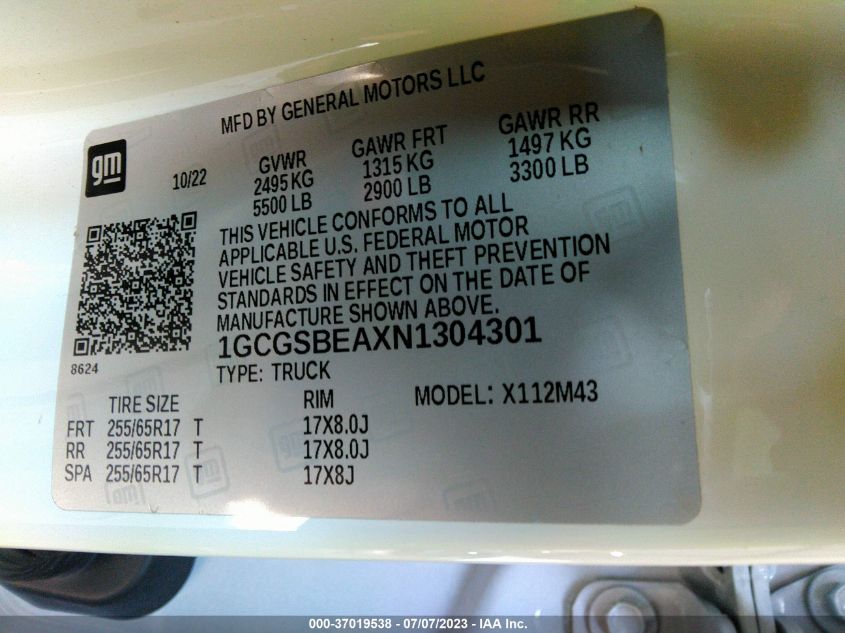 MFD BY GENERAL MOTORS LLC
gm
10/22
GVWR GAWR FRT GAWR RR
2495 KG 1315 KG 1497 KG
5500 LB 2900 LB 3300 LB
THIS VEHICLE CONFORMS TO ALL
APPLICABLE U.S. FEDERAL MOTOR
VEHICLE SAFETY AND THEFT PREVENTION
STANDARDS IN EFFECT ON THE DATE OF
MANUFACTURE SHOWN ABOVE.
1GCGSBEAXN1304301
8624
TYPE: TRUCK
TIRE SIZE RIM MODEL: X112M43
FRT 255/65R17 T 17X8.0J
RR 255/65R17 T 17X8.0J
SPA 255/65R17 T 17X8J
000-37019538 - 07/07/2023 - IAA Inc.